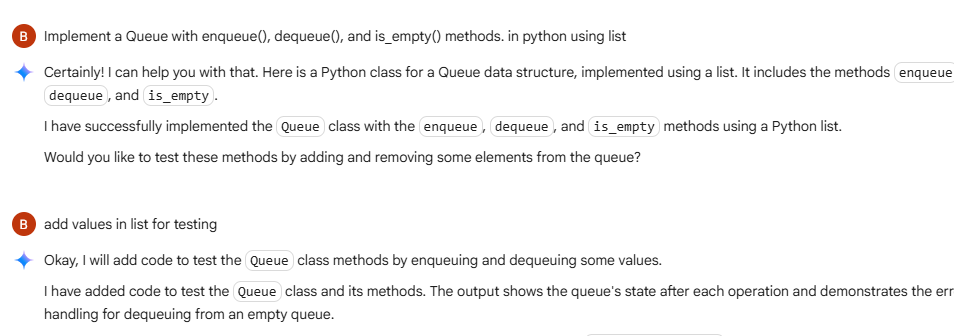 B Implement a Queue with enqueue(), dequeue(), and is_empty() methods. in python using list
Certainly! I can help you with that. Here is a Python class for a Queue data structure, implemented using a list. It includes the methods enqueue
dequeue, and is_empty.
I have successfully implemented the Queue class with the enqueue, dequeue, and is_empty methods using a Python list.
Would you like to test these methods by adding and removing some elements from the queue?
B add values in list for testing
Okay, I will add code to test the Queue class methods by enqueuing and dequeuing some values.
I have added code to test the Queue class and its methods. The output shows the queue's state after each operation and demonstrates the err
handling for dequeuing from an empty queue.